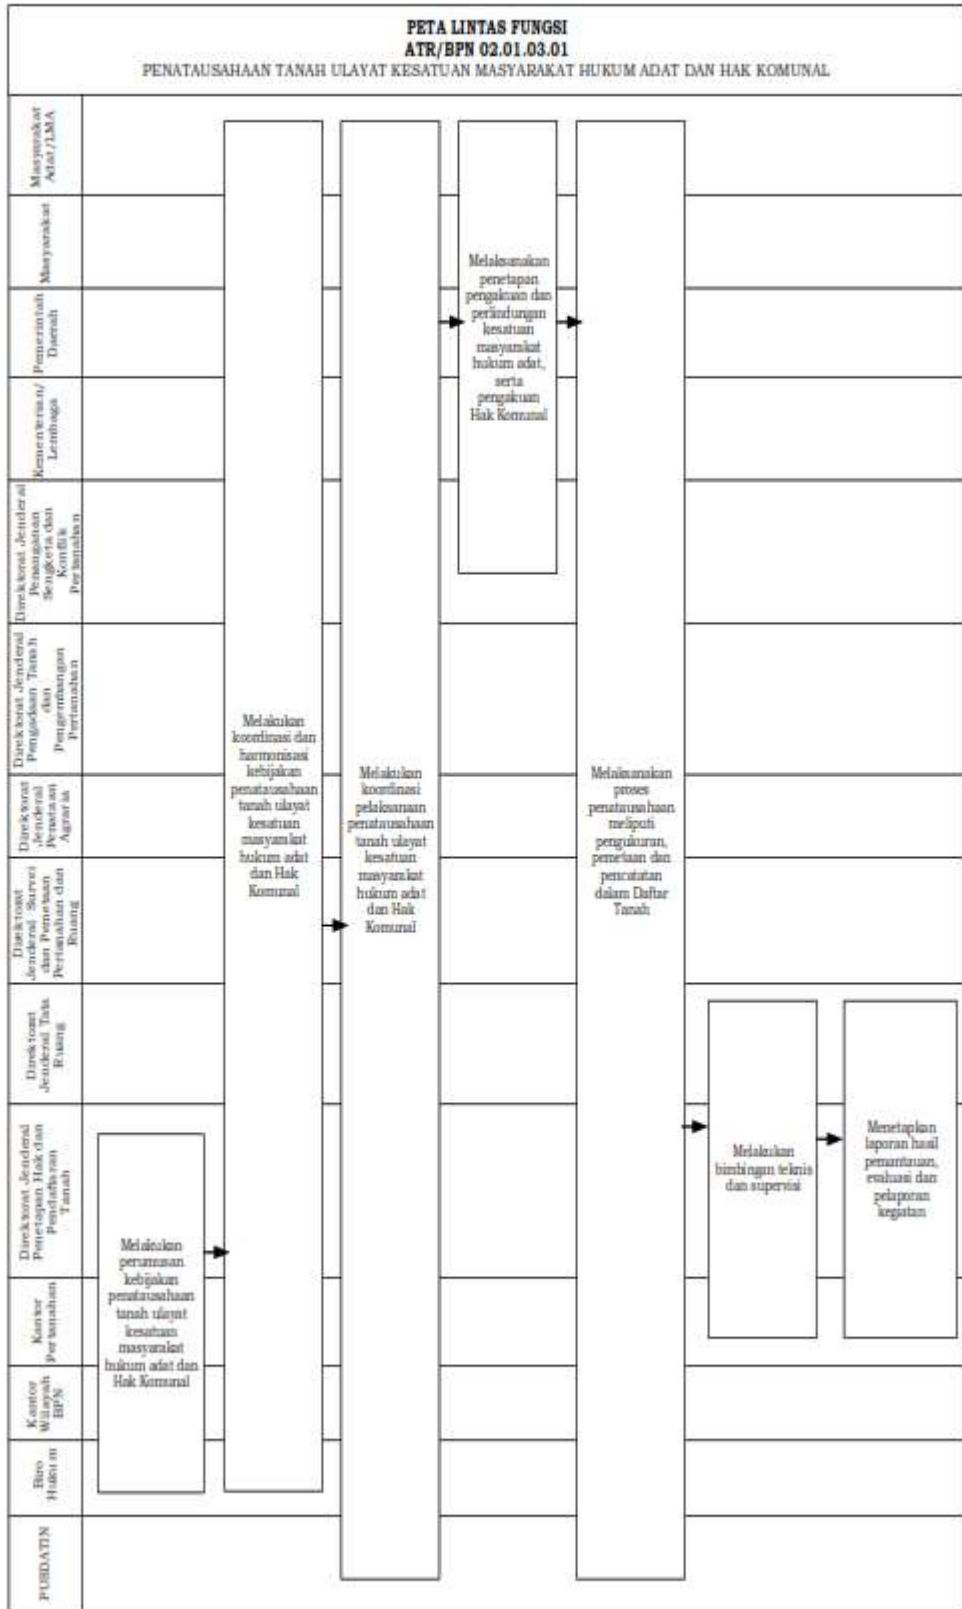 PETA LINTAS FUNGSI
ATR/BPN 02.01.03.01
PENATAUSAHAAN TANAH ULAYAT KESATUAN MASYARAKAT HUKUM ADAT DAN HAK KOMUNAL
Masyarakat
Adat/LMA
Masyarakat
Pemerintah
Daerah
Kementerian/
Lembaga
Direktorat Jenderal
Penanganan
Sengketa dan
Konflik
Pertanahan
Direktorat Jenderal
Pengadaan Tanah
dan
Pengembangan
Pertanahan
Direktorat
Jenderal
Penataan
Agraria
Direktorat
Jenderal Survei
dan Pemetaan
Pertanahan dan
Ruang
Direktorat
Jenderal Tata
Ruang
Direktorat Jenderal
Penetapan Hak dan
Pendaftaran
Tanah
Kantor
Pertanahan
Kantor
Wilayah
BPN
Biro
Hukum
PUSDATIN
Melakukan
perumusan
kebijakan
penatausahaan
tanah ulayat
kesatuan
masyarakat
hukum adat dan
Hak Komunal
Melakukan
koordinasi dan
harmonisasi
kebijakan
penatausahaan
tanah ulayat
kesatuan
masyarakat
hukum adat
dan Hak
Komunal
Melakukan
koordinasi
pelaksanaan
penatausahaan
tanah ulayat
kesatuan
masyarakat
hukum adat
dan Hak
Komunal
Melaksanakan
penetapan
pengakuan dan
perlindungan
kesatuan
masyarakat
hukum adat,
serta
pengakuan
Hak Komunal
Melaksanakan
proses
penatausahaan
meliputi
pengukuran,
pemetaan dan
pencatatan
dalam Daftar
Tanah
Melakukan
bimbingan teknis
dan supervisi
Menetapkan
laporan hasil
pemantauan,
evaluasi dan
pelaporan
kegiatan